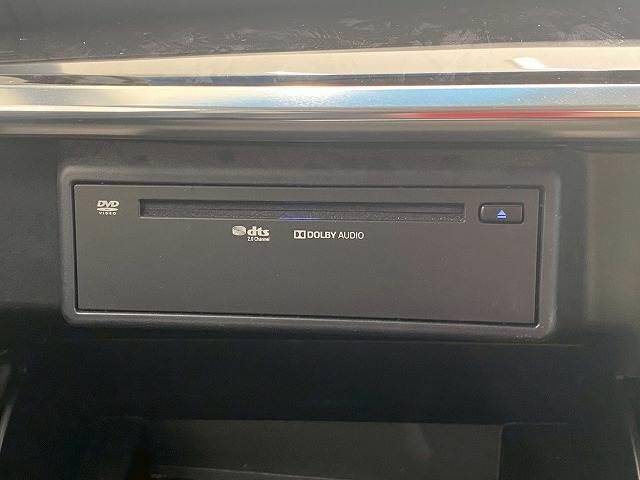 DVD
VIDEO
dts
2.0 Channel
DOLBY AUDIO